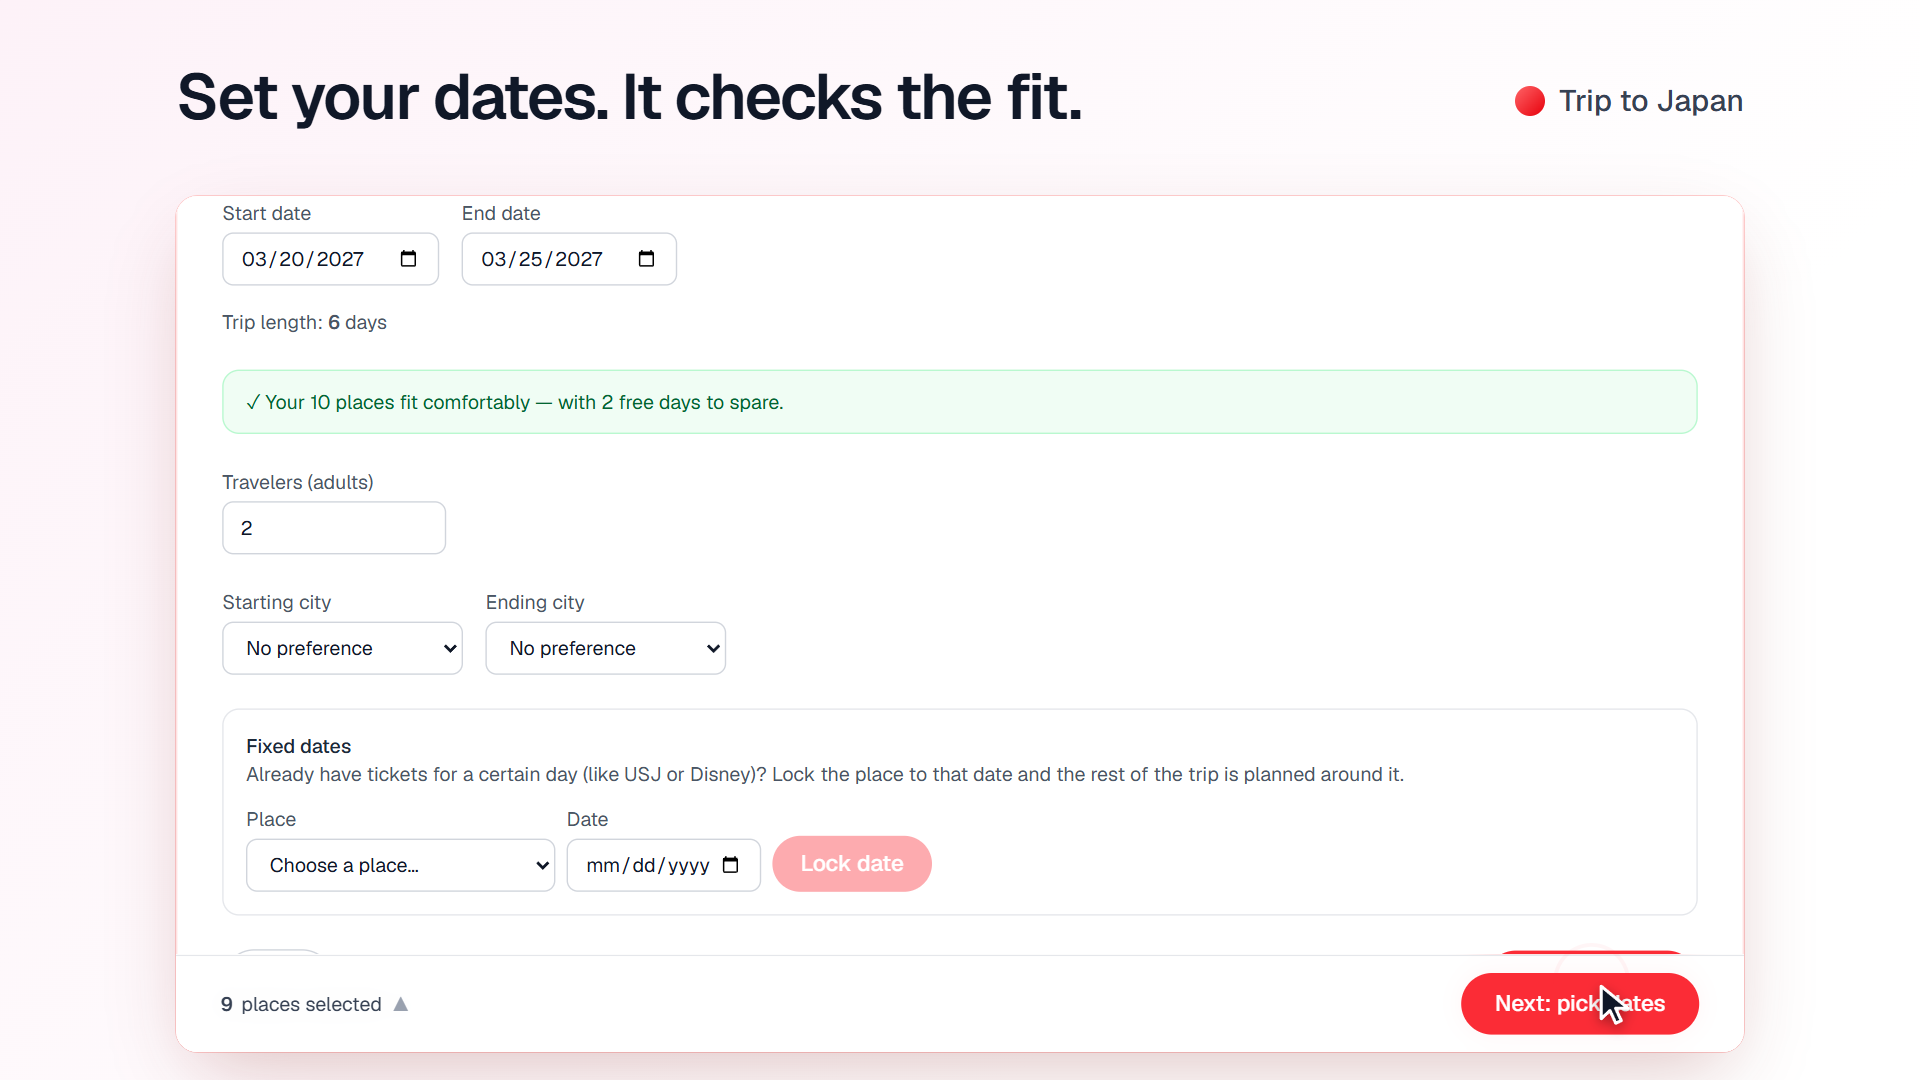 Set your dates. It checks the fit.
Trip to Japan
Start date
End date
03/20/2027
03/25/2027
Trip length: 6 days
✓ Your 10 places fit comfortably — with 2 free days to spare.
Travelers (adults)
2
Starting city
Ending city
No preference
No preference
Fixed dates
Already have tickets for a certain day (like USJ or Disney)? Lock the place to that date and the rest of the trip is planned around it.
Place
Date
Choose a place...
mm/dd/yyyy
Lock date
9 places selected ▲
Next: pick dates